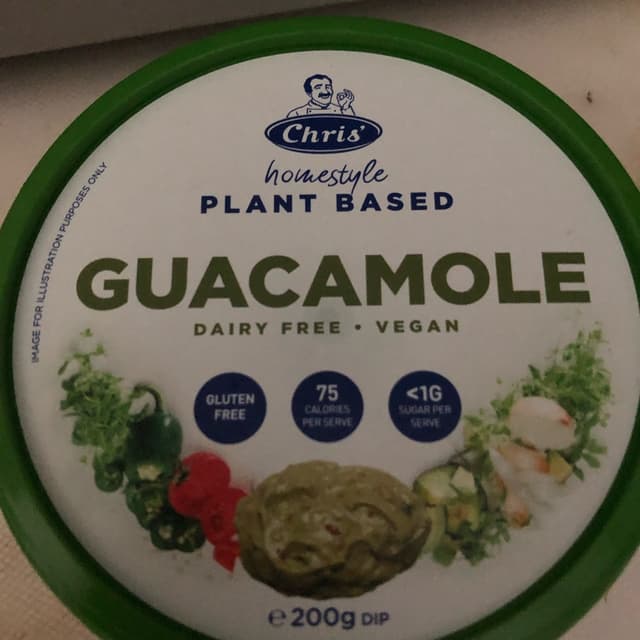 Chris'
homestyle
PLANT BASED
IMAGE FOR ILLUSTRATION PURPOSES ONLY
GUACAMOLE
DAIRY FREE • VEGAN
GLUTEN
FREE
75
CALORIES
PER SERVE
<1G
SUGAR PER
SERVE
e 200g DIP